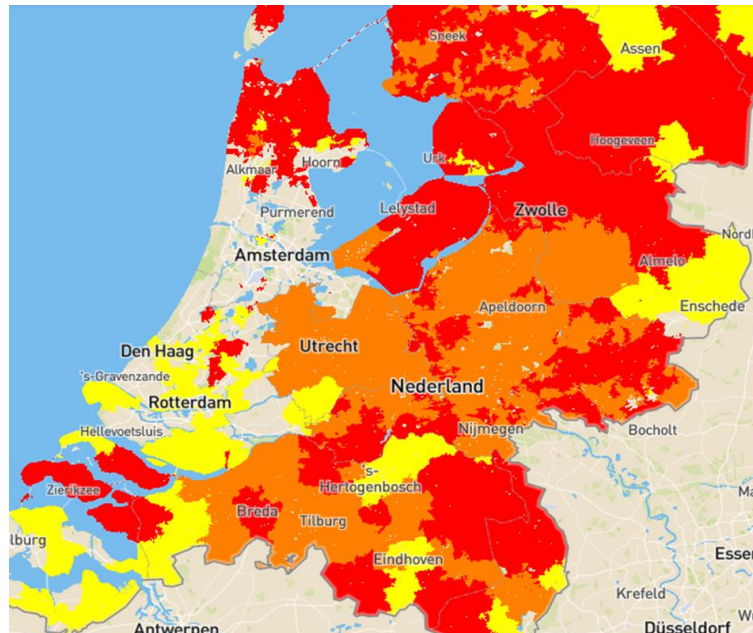 Sneek
Assen
Hoogeveen
Urk
Hoorn
Alkmaar
Lelystad
Zwolle
Purmerend
Nordh
Amsterdam
Almelo
Apeldoorn
Enschede
Utrecht
Den Haag
's-Gravenzande
Nederland
Rotterdam
Hellevoetsluis
Nijmegen
Bocholt
's-
Hertogenbosch
Zierikzee
Breda
Tilburg
Ma
lburg
Eindhoven
Essen
Krefeld
Wu
Antwerpen
Düsseldorf